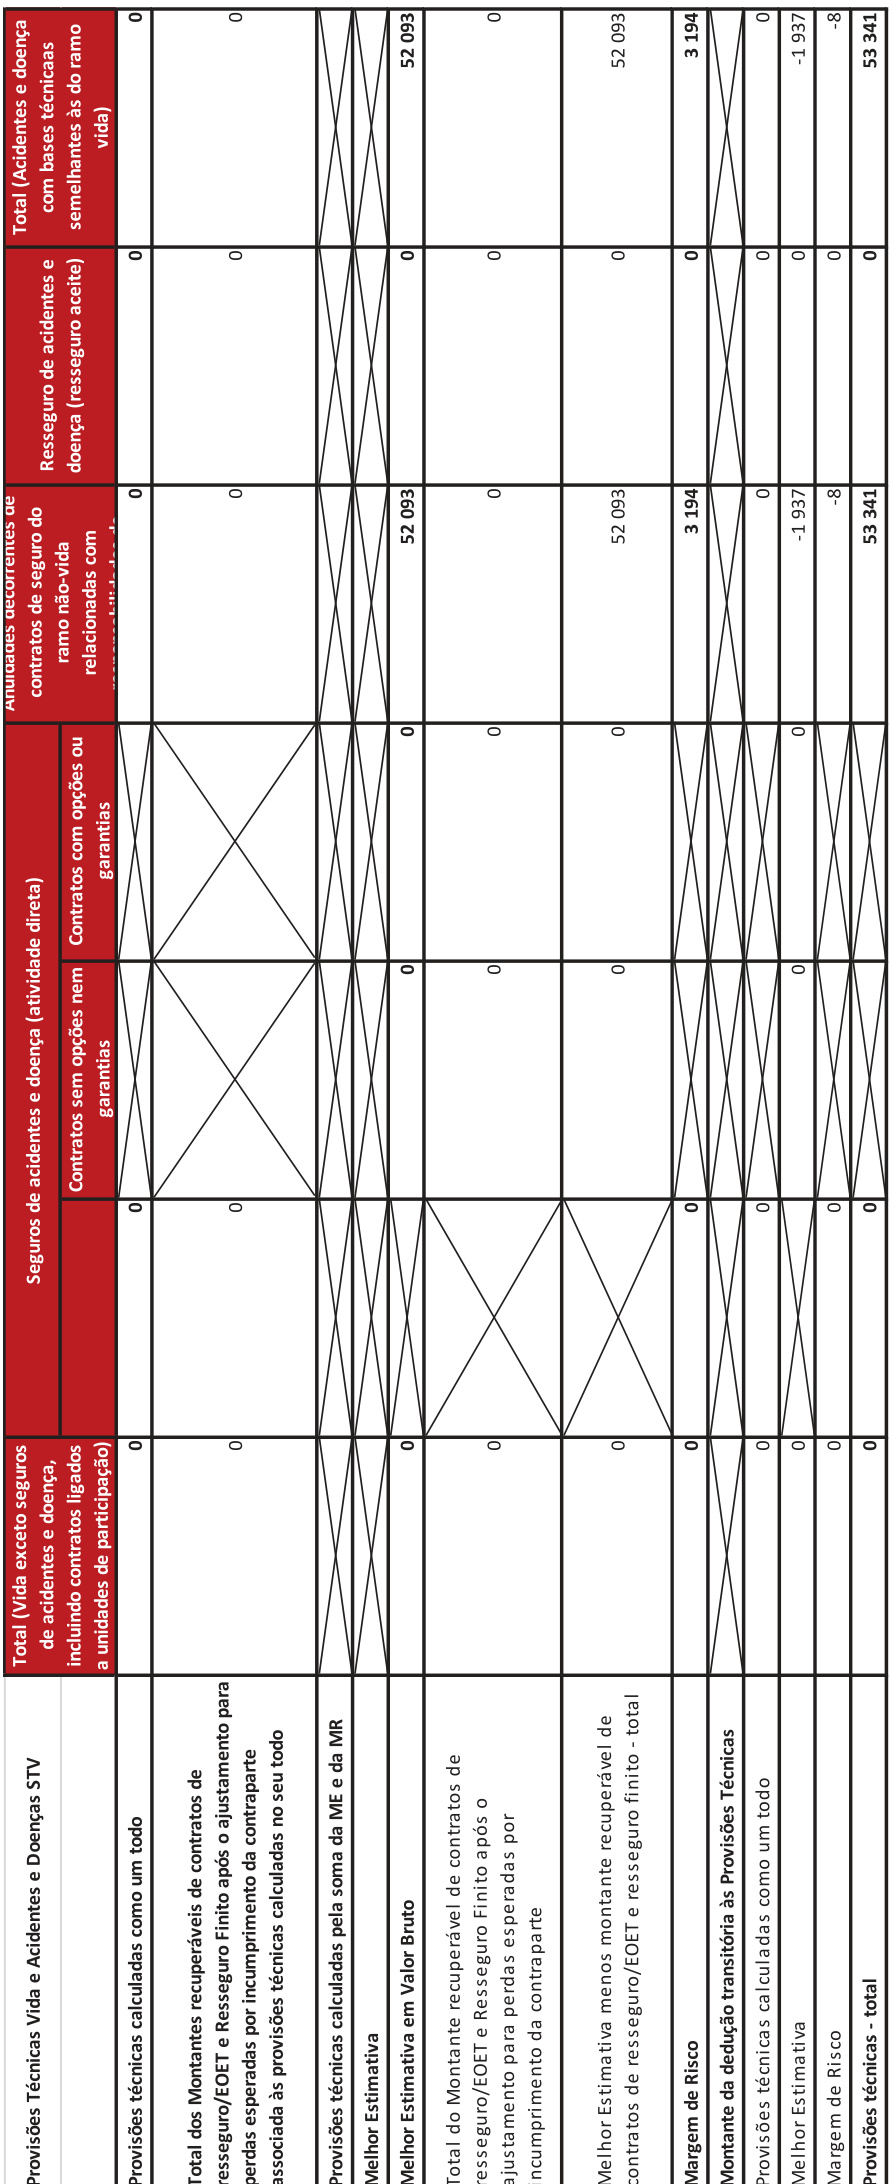 Provisões Técnicas Vida e Acidentes e Doenças STV
Total (Vida exceto seguros
de acidentes e doença,
incluindo contratos ligados
a unidades de participação)
Seguros de acidentes e doença (atividade direta)
Contratos sem opções nem
garantias
Contratos com opções ou
garantias
Anuidades decorrentes de
contratos de seguro do
ramo não-vida
relacionadas com
Resseguro de acidentes e
doença (resseguro aceite)
Total (Acidentes e doença
com bases técnicaas
semelhantes às do ramo
vida)
Provisões técnicas calculadas como um todo 0 0 0 0 0
Total dos Montantes recuperáveis de contratos de
resseguro/EOET e Resseguro Finito após o ajustamento para
perdas esperadas por incumprimento da contraparte
associada às provisões técnicas calculadas no seu todo
0 0 0 0 0
Provisões técnicas calculadas pela soma da ME e da MR
Melhor Estimativa
Melhor Estimativa em Valor Bruto 0 0 0 52 093 0 52 093
Total do Montante recuperável de contratos de
resseguro/EOET e Resseguro Finito após o
ajustamento para perdas esperadas por
incumprimento da contraparte
0 0 0 0 0 0
Melhor Estimativa menos montante recuperável de
contratos de resseguro/EOET e resseguro finito - total
0 0 0 52 093 0 52 093
Margem de Risco 0 0 3 194 0 3 194
Montante da dedução transitória às Provisões Técnicas
Provisões técnicas calculadas como um todo 0 0 0 0 0
Melhor Estimativa 0 0 0 -1 937 0 -1 937
Margem de Risco 0 0 -8 0 -8
Provisões técnicas - total 0 0 53 341 0 53 341